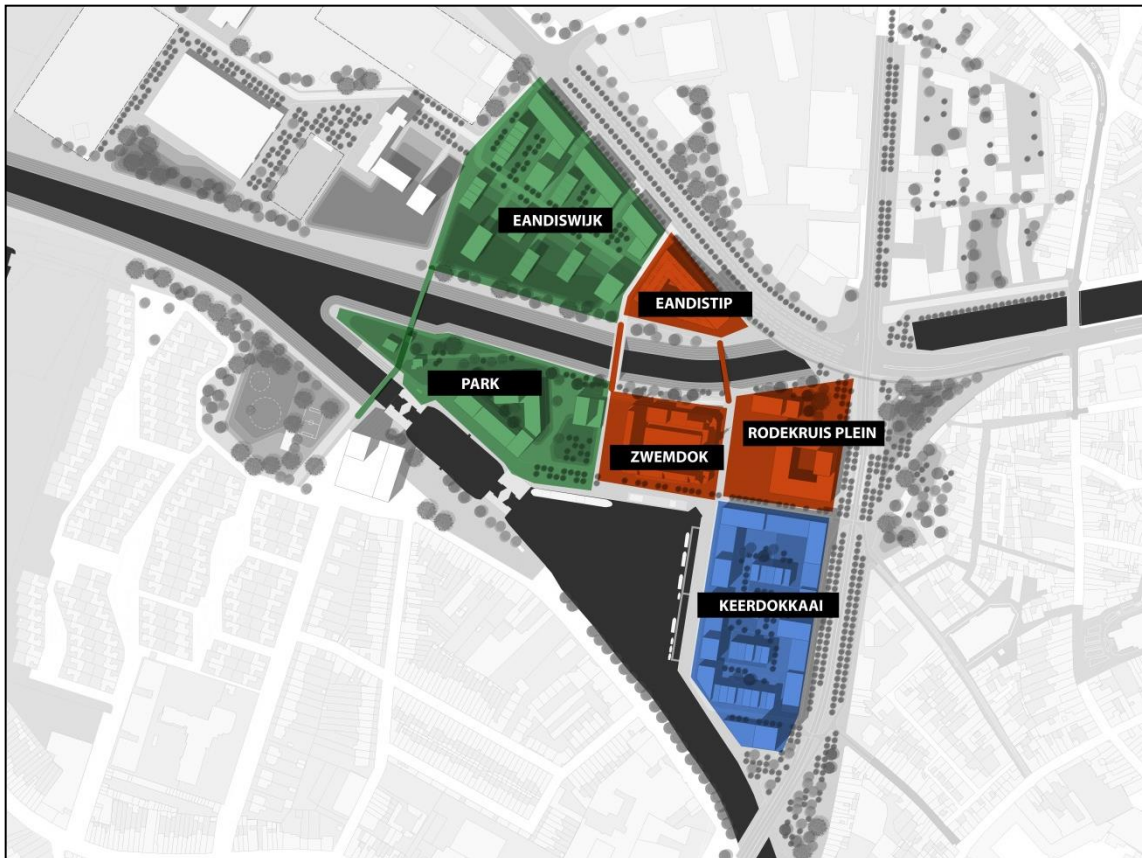 EANDISWIJK
EANDISTIP
PARK
RODEKRUIS PLEIN
ZWEMDOK
KEERDOKKAAI